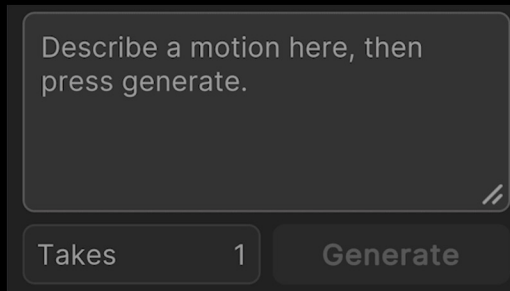 Describe a motion here, then
press generate.
Takes 1
Generate